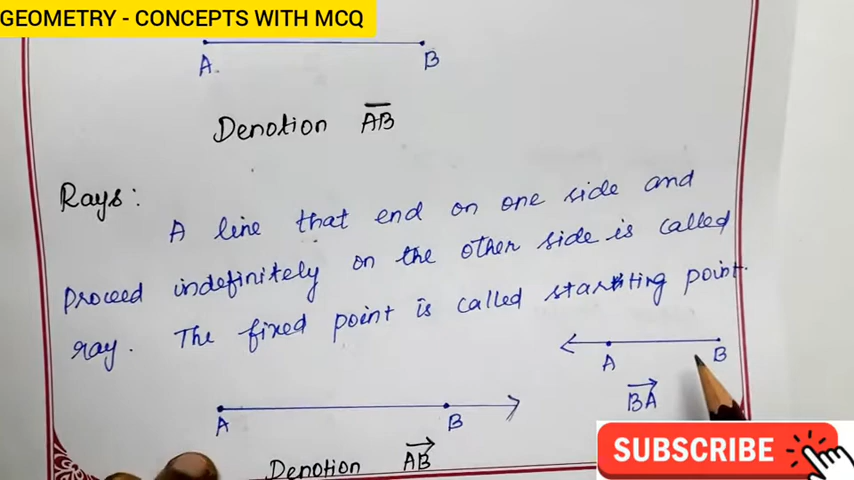 GEOMETRY - CONCEPTS WITH MCQ
A B
Denotion A̅B̅
Rays:
A line that end on one side and
proceed indefinitely on the other side is called
ray. The fixed point is called starting point.
A B
BA⃗
A B
Denotion AB⃗
SUBSCRIBE